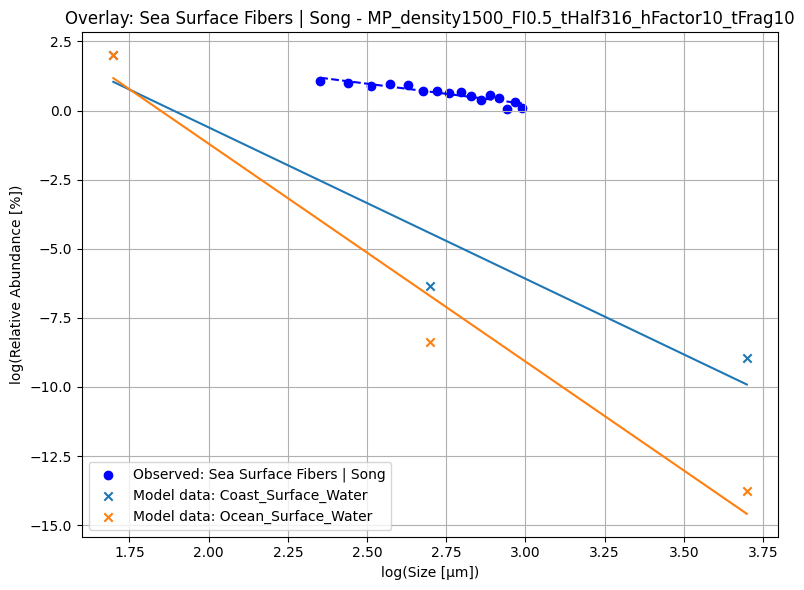 Overlay: Sea Surface Fibers | Song - MP_density1500_FI0.5_tHalf316_hFactor10_tFrag10
log(Relative Abundance [%])
2.5
0.0
−2.5
−5.0
−7.5
−10.0
−12.5
−15.0
Observed: Sea Surface Fibers | Song
Model data: Coast_Surface_Water
Model data: Ocean_Surface_Water
1.75
2.00
2.25
2.50
2.75
3.00
3.25
3.50
3.75
log(Size [µm])